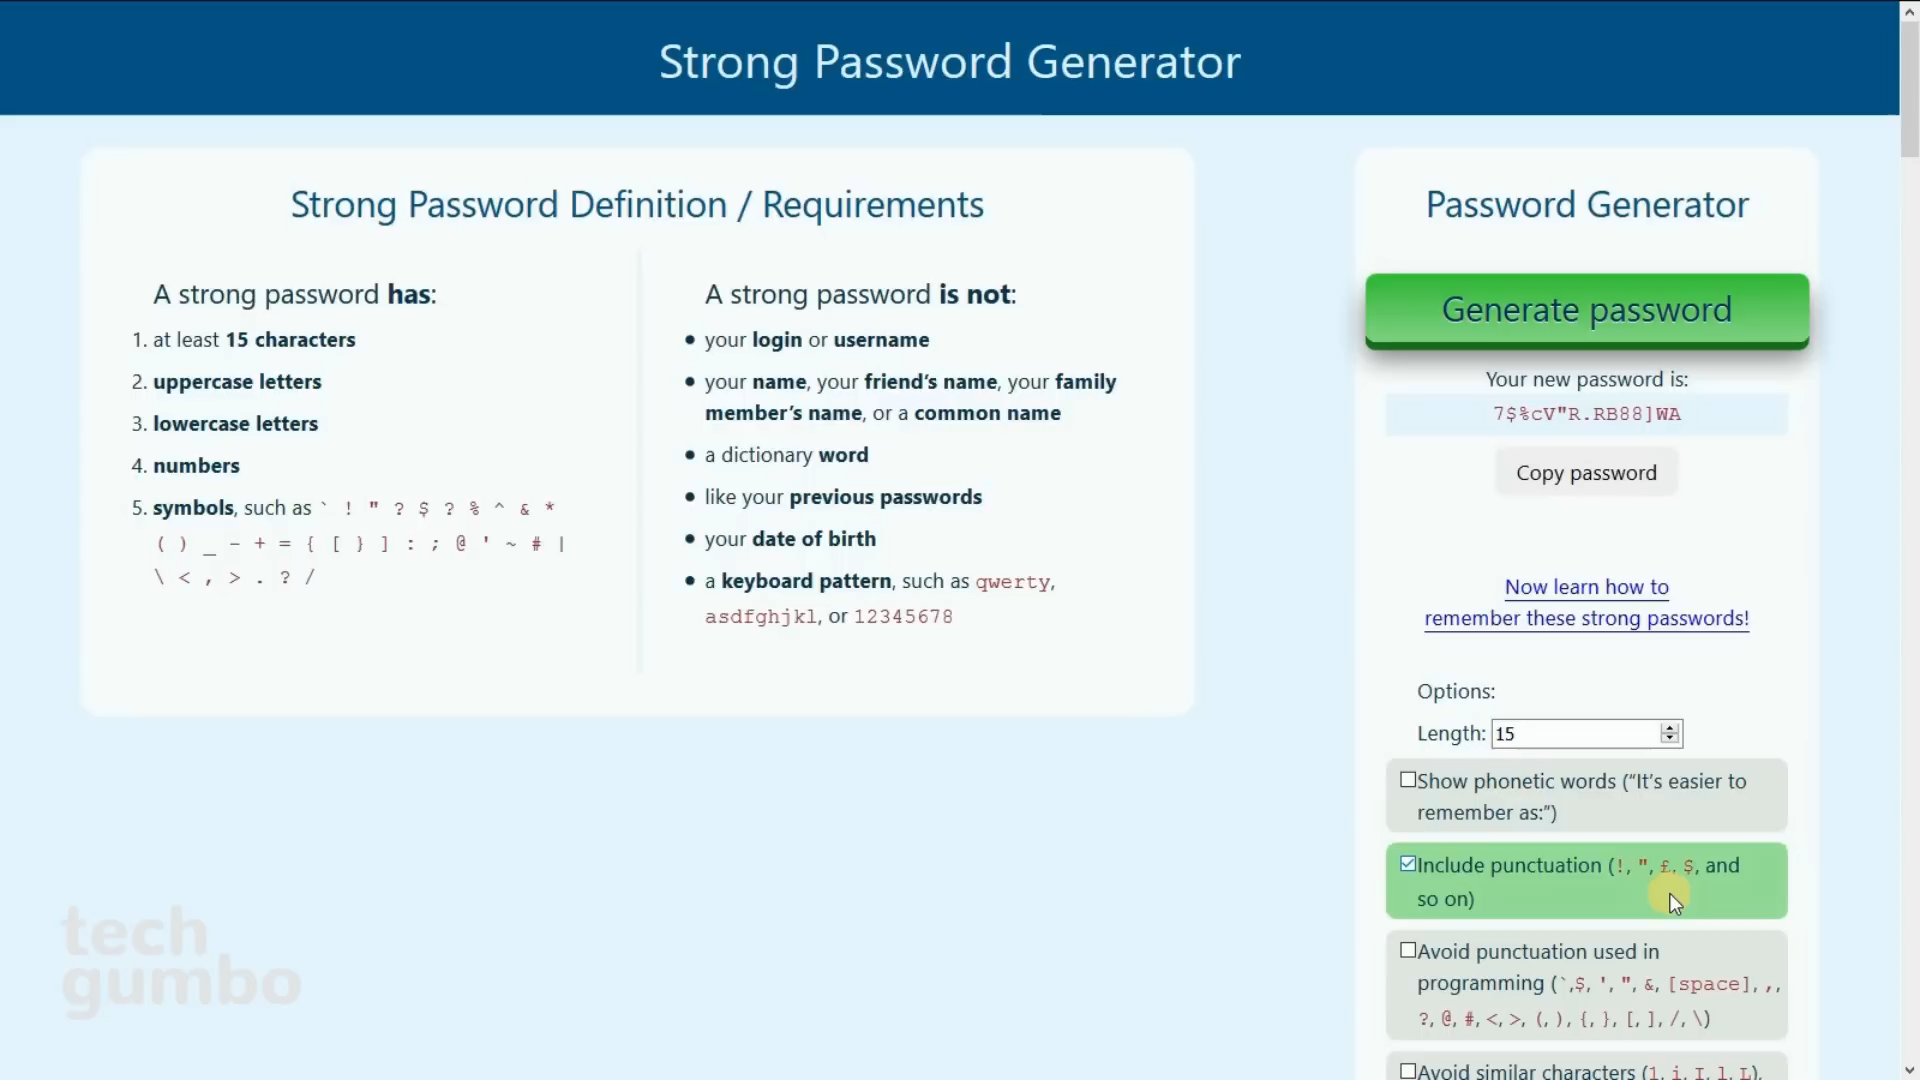 Strong Password Generator
Strong Password Definition / Requirements
A strong password has:
1. at least 15 characters
2. uppercase letters
3. lowercase letters
4. numbers
5. symbols, such as ` ! " ? $ ? % ^ & *
( ) _ - + = { [ } ] : ; @ ' ~ # |
\ < , > . ? /
A strong password is not:
your login or username
your name, your friend’s name, your family
member’s name, or a common name
a dictionary word
like your previous passwords
your date of birth
a keyboard pattern, such as qwerty,
asdfghjkl, or 12345678
Password Generator
Generate password
Your new password is:
7$%cV"R.RB88]WA
Copy password
Now learn how to
remember these strong passwords!
Options:
Length: 15
Show phonetic words (“It’s easier to
remember as:”)
Include punctuation (!, ", £, $, and
so on)
Avoid punctuation used in
programming (`,$, ', ", &, [space], ,,
?, @, #, <, >, (, ), {, }, [, ], /, \)
Avoid similar characters (1, i, I, l, L),
tech
gumbo